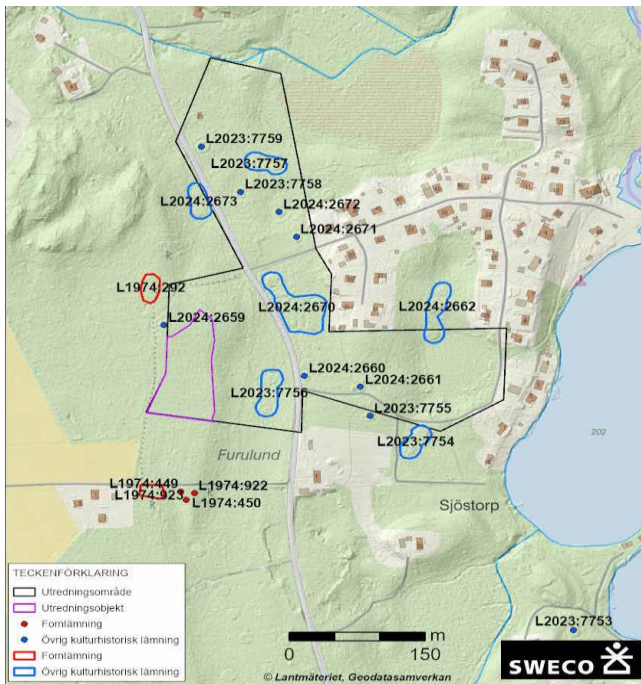 L2023:7759
L2023:7757
L2023:7758
L2024:2673
L2024:2672
L2024:2671
L1974:292
L2024:2670
L2024:2662
L2024:2659
L2024:2660
L2024:2661
L2023:7756
L2023:7755
L2023:7754
Furulund
L1974:449
L1974:922
L1974:923
L1974:450
Sjöstorp
202
K
K
L2023:7753
TECKENFÖRKLARING
Utredningsområde
Utredningsobjekt
Fornlämning
Övrig kulturhistorisk lämning
Fornlämning
Övrig kulturhistorisk lämning
m
0 150
© Lantmäteriet, Geodatasamverkan
SWECO